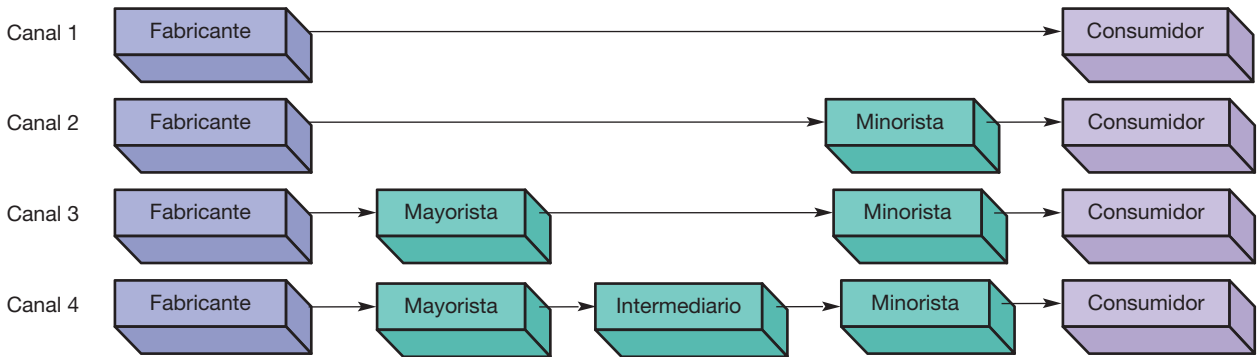 Canal 1 Fabricante Consumidor
Canal 2 Fabricante Minorista Consumidor
Canal 3 Fabricante Mayorista Minorista Consumidor
Canal 4 Fabricante Mayorista Intermediario Minorista Consumidor